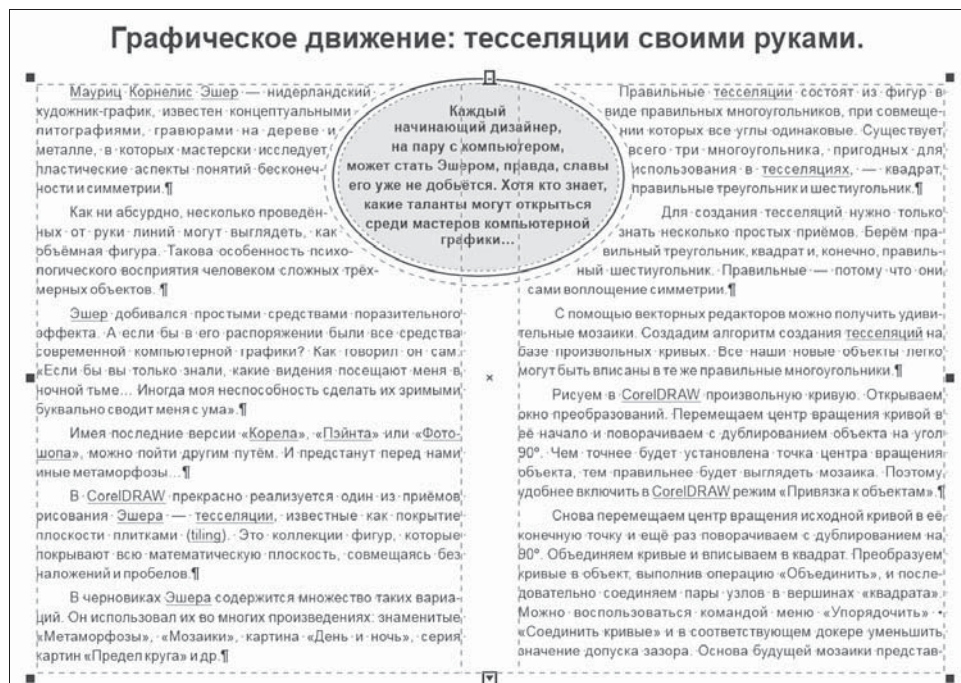 Графическое движение: тесселяции своими руками.
Мауриц Корнелис Эшер — нидерландский
художник-график, известен концептуальными
литографиями, гравюрами на дереве и
металле, в которых мастерски исследует
пластические аспекты понятий бесконеч-
ности и симметрии.¶
Как ни абсурдно, несколько проведён-
ных от руки линий могут выглядеть, как
объёмная фигура. Такова особенность психо-
логического восприятия человеком сложных трёх-
мерных объектов. ¶
Эшер добивался простыми средствами поразительного
эффекта. А если бы в его распоряжении были все средства
современной компьютерной графики? Как говорил он сам:
«Если бы вы только знали, какие видения посещают меня в
ночной тьме… Иногда моя неспособность сделать их зримыми
буквально сводит меня с ума».¶
Имея последние версии «Корела», «Пэйнта» или «Фото-
шопа», можно пойти другим путём. И предстанут перед нами
иные метаморфозы…¶
В CorelDRAW прекрасно реализуется один из приёмов
рисования Эшера — тесселяции, известные как покрытие
плоскости плитками (tiling). Это коллекции фигур, которые
покрывают всю математическую плоскость, совмещаясь без
наложений и пробелов.¶
В черновиках Эшера содержится множество таких вариа-
ций. Он использовал их во многих произведениях: знаменитые
«Метаморфозы», «Мозаики», картина «День и ночь», серия
картин «Предел круга» и др.¶
Каждый
начинающий дизайнер,
на пару с компьютером,
может стать Эшером, правда, славы
его уже не добьётся. Хотя кто знает,
какие таланты могут открыться
среди мастеров компьютерной
графики…
Правильные тесселяции состоят из фигур в
виде правильных многоугольников, при совмеще-
нии которых все углы одинаковые. Существует
всего три многоугольника, пригодных для
использования в тесселяциях, — квадрат,
правильные треугольник и шестиугольник.¶
Для создания тесселяций нужно только
знать несколько простых приёмов. Берём пра-
вильный треугольник, квадрат и, конечно, правиль-
ный шестиугольник. Правильные — потому что они
сами воплощение симметрии.¶
С помощью векторных редакторов можно получить удиви-
тельные мозаики. Создадим алгоритм создания тесселяций на
базе произвольных кривых. Все наши новые объекты легко
могут быть вписаны в те же правильные многоугольники.¶
Рисуем в CorelDRAW произвольную кривую. Открываем
окно преобразований. Перемещаем центр вращения кривой в
её начало и поворачиваем с дублированием объекта на угол
90°. Чем точнее будет установлена точка центра вращения
объекта, тем правильнее будет выглядеть мозаика. Поэтому
удобнее включить в CorelDRAW режим «Привязка к объектам».¶
Снова перемещаем центр вращения исходной кривой в её
конечную точку и ещё раз поворачиваем с дублированием на
90°. Объединяем кривые и вписываем в квадрат. Преобразуем
кривые в объект, выполнив операцию «Объединить», и после-
довательно соединяем пары узлов в вершинах «квадрата».
Можно воспользоваться командой меню «Упорядочить» •
«Соединить кривые» и в соответствующем докере уменьшить
значение допуска зазора. Основа будущей мозаики представ-